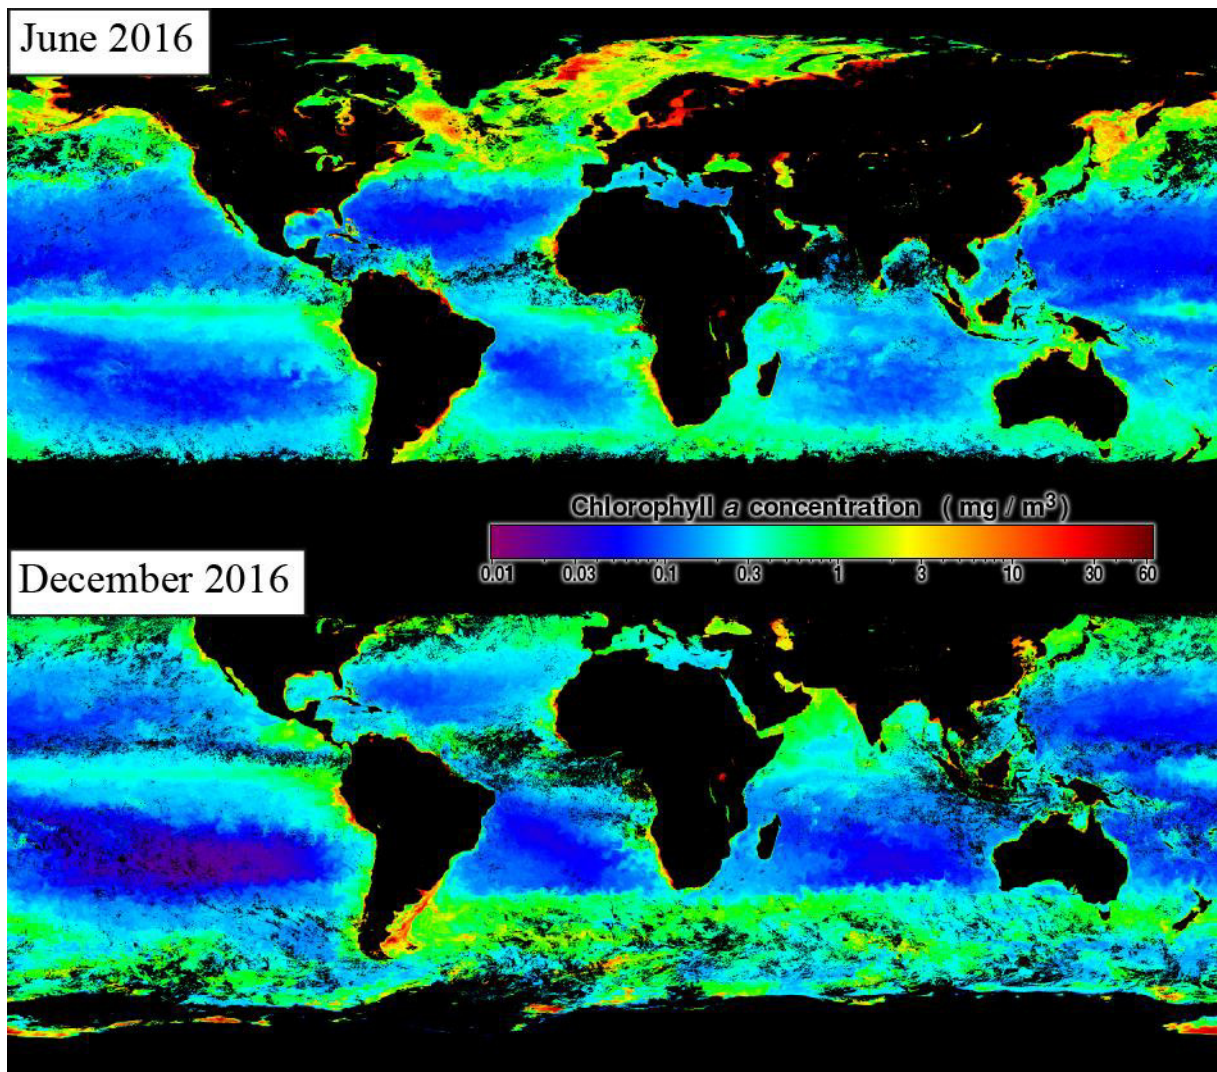 June 2016
Chlorophyll a concentration ( mg / m³)
0.01 0.03 0.1 0.3 1 3 10 30 60
December 2016